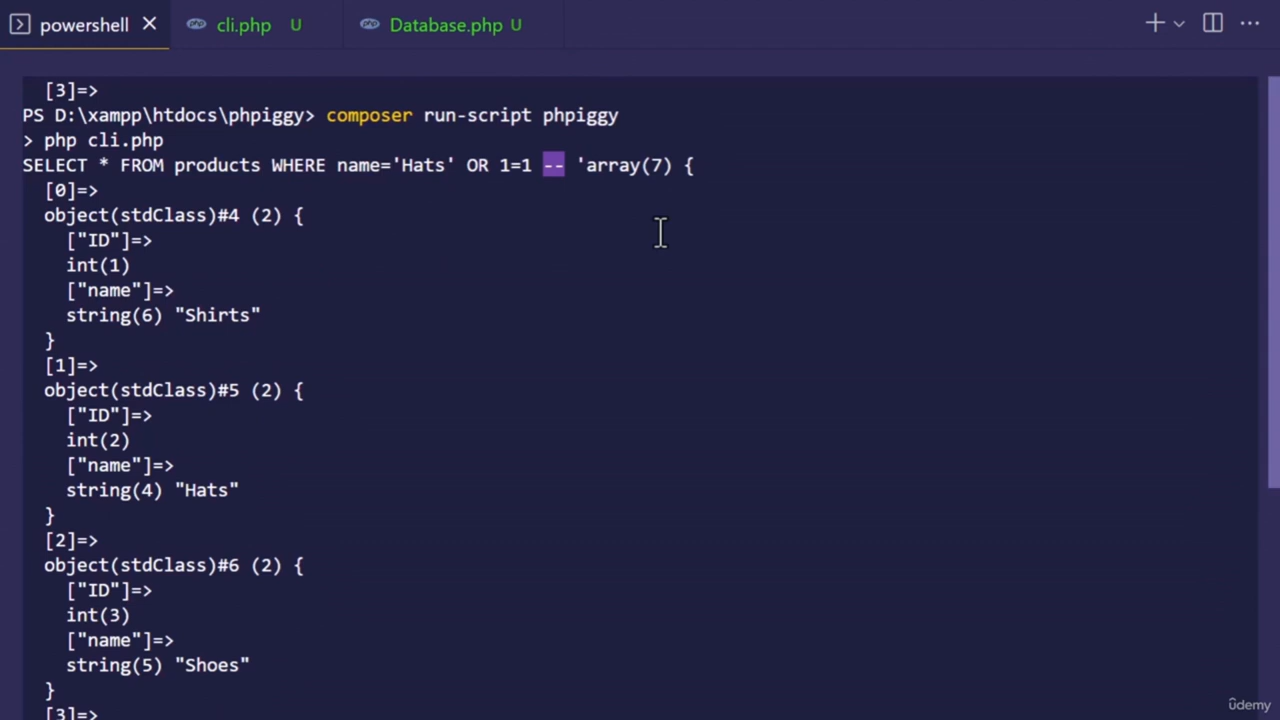 powershell cli.php U Database.php U
[3]=>
PS D:\xampp\htdocs\phpiggy> composer run-script phpiggy
> php cli.php
SELECT * FROM products WHERE name='Hats' OR 1=1 -- 'array(7) {
[0]=>
object(stdClass)#4 (2) {
["ID"]=>
int(1)
["name"]=>
string(6) "Shirts"
}
[1]=>
object(stdClass)#5 (2) {
["ID"]=>
int(2)
["name"]=>
string(4) "Hats"
}
[2]=>
object(stdClass)#6 (2) {
["ID"]=>
int(3)
["name"]=>
string(5) "Shoes"
}
[3]=>
ûdemy